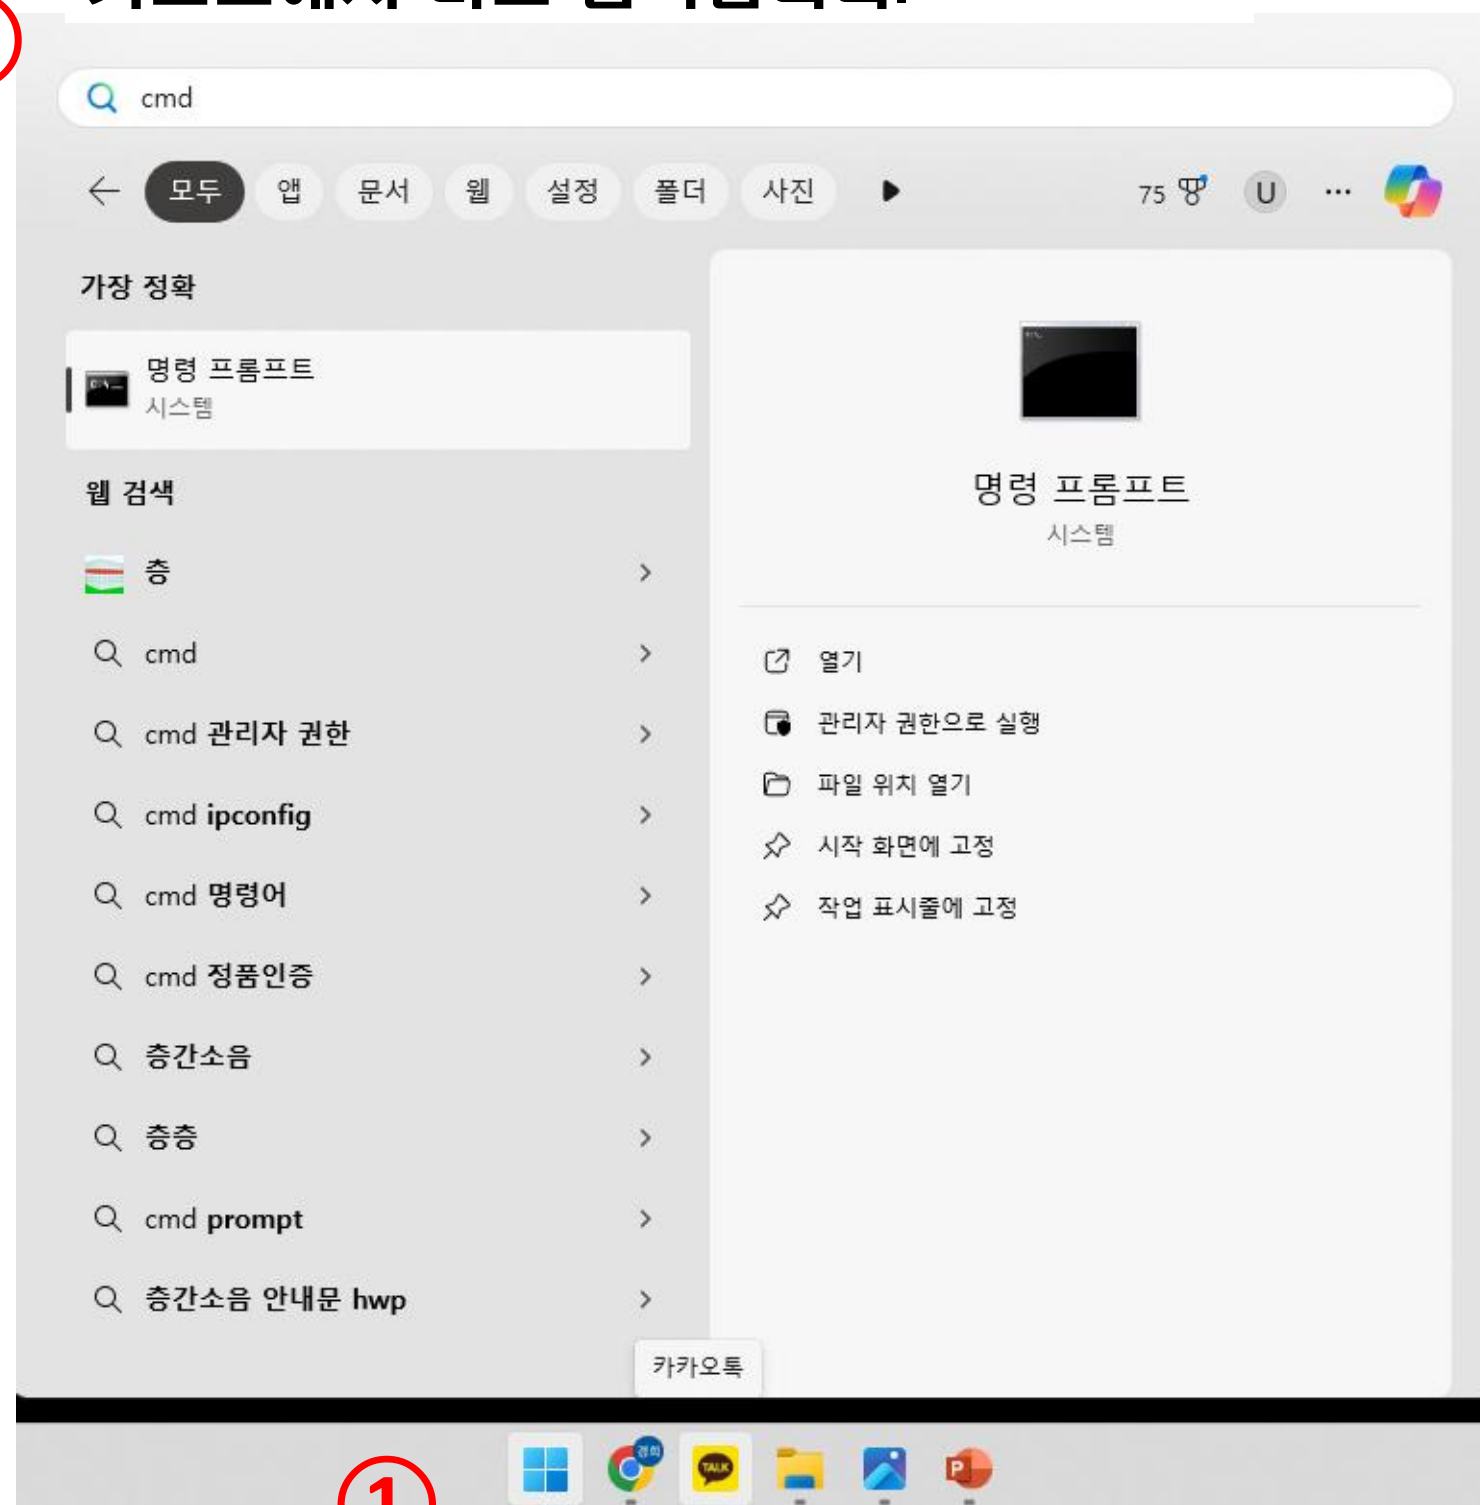 cmd
모두 앱 문서 웹 설정 폴더 사진 75 U ...
가장 정확
명령 프롬프트
시스템
웹 검색
층
cmd
cmd 관리자 권한
cmd ipconfig
cmd 명령어
cmd 정품인증
층간소음
층층
cmd prompt
층간소음 안내문 hwp
명령 프롬프트
시스템
열기
관리자 권한으로 실행
파일 위치 열기
시작 화면에 고정
작업 표시줄에 고정
카카오톡
경희 TALK P
1